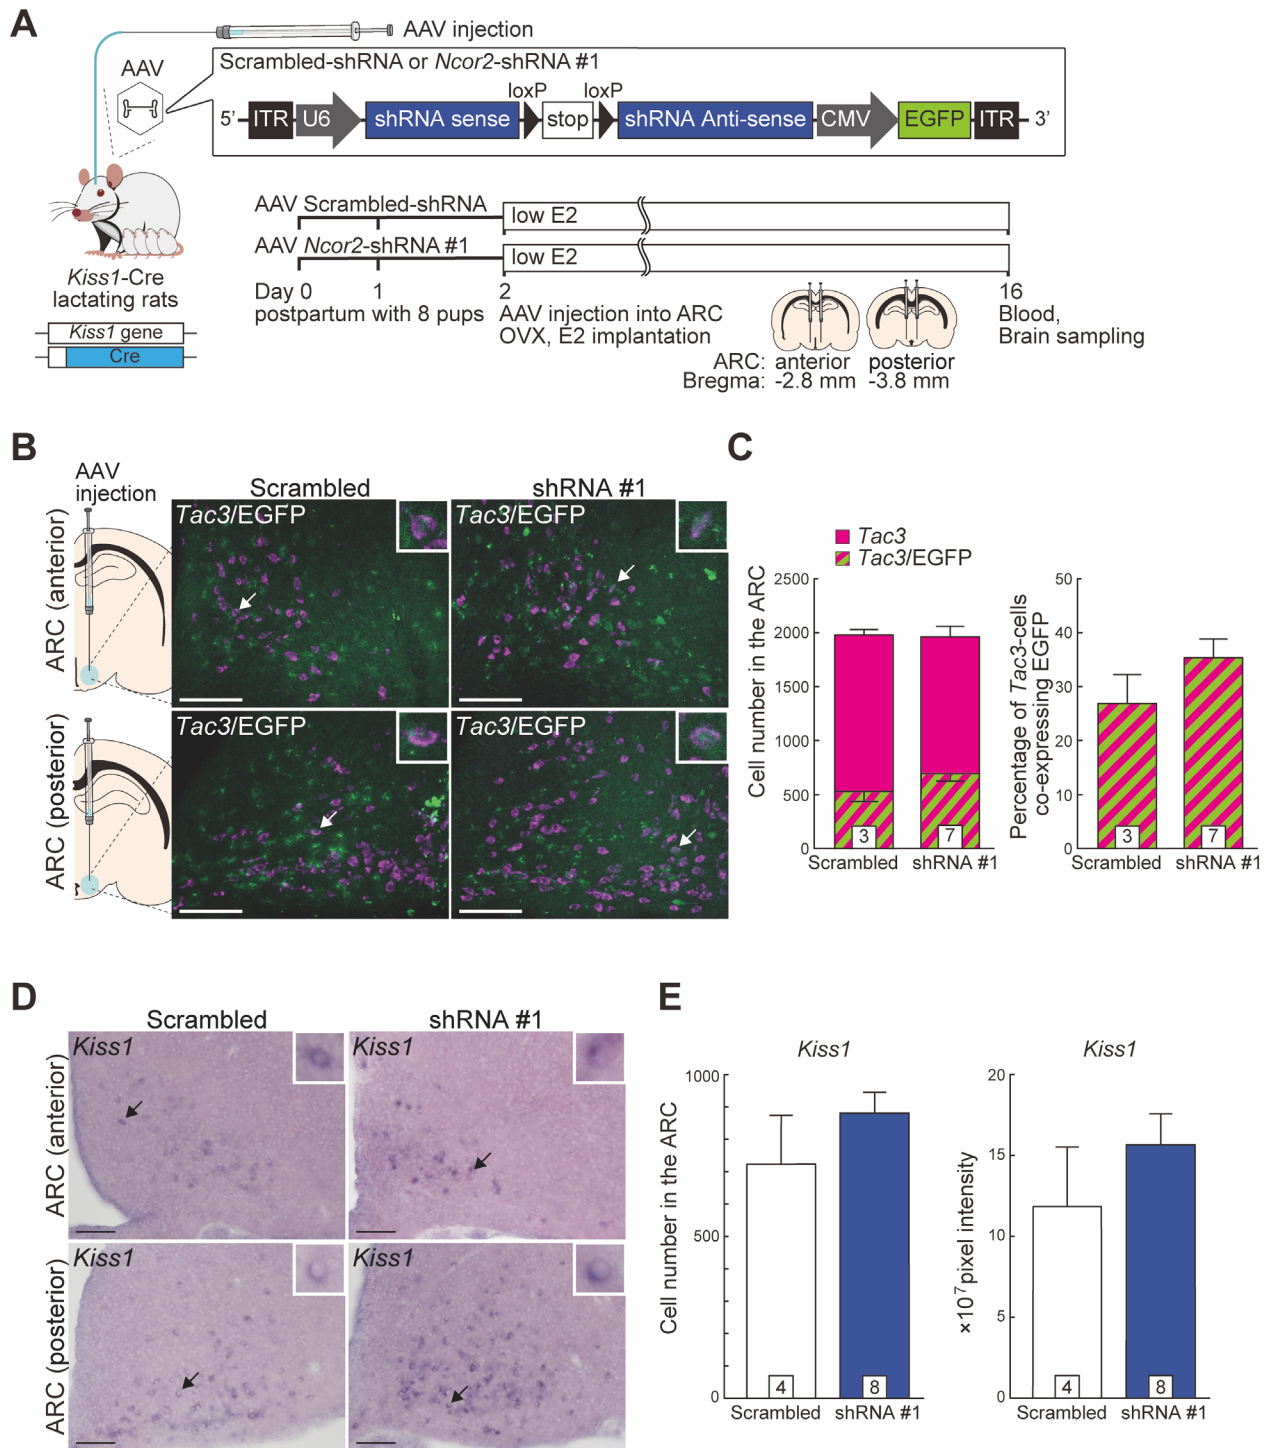 A
AAV injection
AAV
Scrambled-shRNA or Ncor2-shRNA #1
loxP loxP
5’ ITR U6 shRNA sense stop shRNA Anti-sense CMV EGFP ITR 3’
Kiss1-Cre
lactating rats
Kiss1 gene
Cre
AAV Scrambled-shRNA
low E2
AAV Ncor2-shRNA #1
low E2
Day 0 1 2 16
postpartum with 8 pups
AAV injection into ARC
OVX, E2 implantation
Blood,
Brain sampling
ARC: anterior posterior
Bregma: -2.8 mm -3.8 mm
B
AAV
injection
Scrambled shRNA #1
ARC (anterior)
Tac3/EGFP Tac3/EGFP
ARC (posterior)
Tac3/EGFP Tac3/EGFP
C
Tac3
Tac3/EGFP
Cell number in the ARC
2500
2000
1500
1000
500
0
3 7
Scrambled shRNA #1
Percentage of Tac3-cells
co-expressing EGFP
50
40
30
20
10
0
3 7
Scrambled shRNA #1
D
Scrambled shRNA #1
ARC (anterior)
Kiss1 Kiss1
ARC (posterior)
Kiss1 Kiss1
E
Kiss1
Cell number in the ARC
1000
500
0
4 8
Scrambled shRNA #1
Kiss1
×10⁷ pixel intensity
20
15
10
5
0
4 8
Scrambled shRNA #1